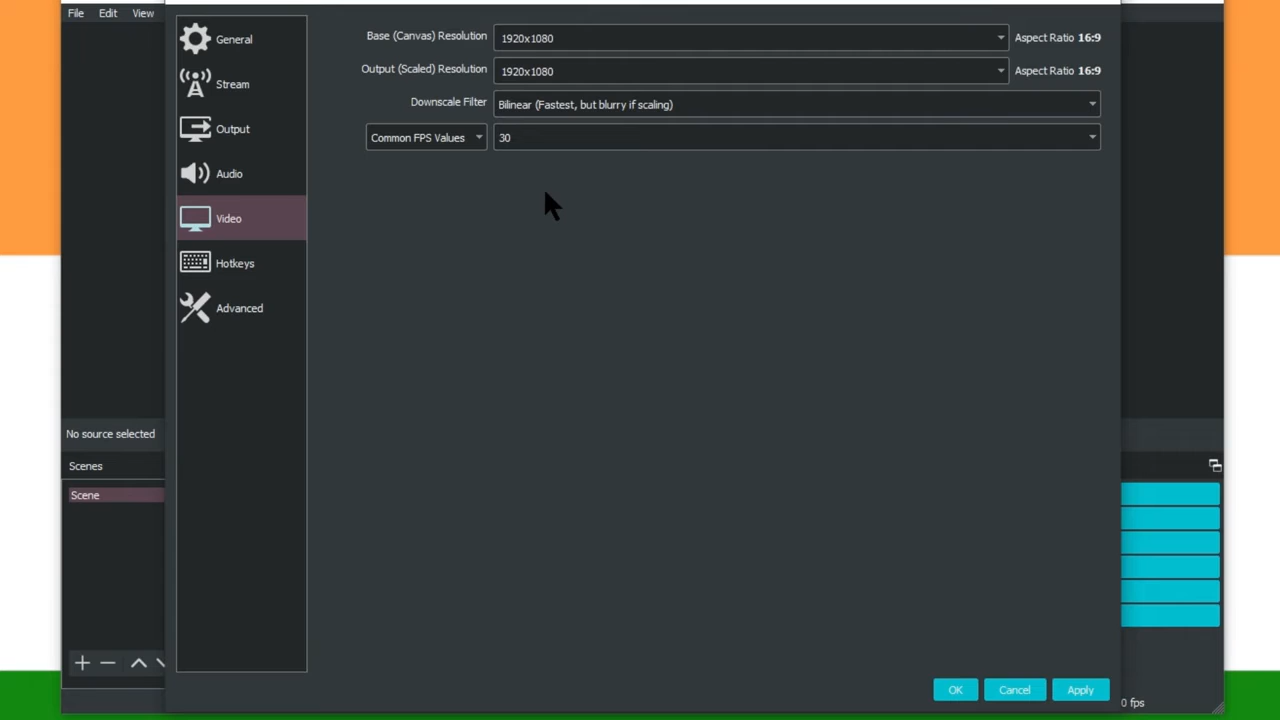 File Edit View
General
Stream
Output
Audio
Video
Hotkeys
Advanced
Base (Canvas) Resolution 1920x1080 Aspect Ratio 16:9
Output (Scaled) Resolution 1920x1080 Aspect Ratio 16:9
Downscale Filter Bilinear (Fastest, but blurry if scaling)
Common FPS Values 30
No source selected
Scenes
Scene
OK Cancel Apply
0 fps